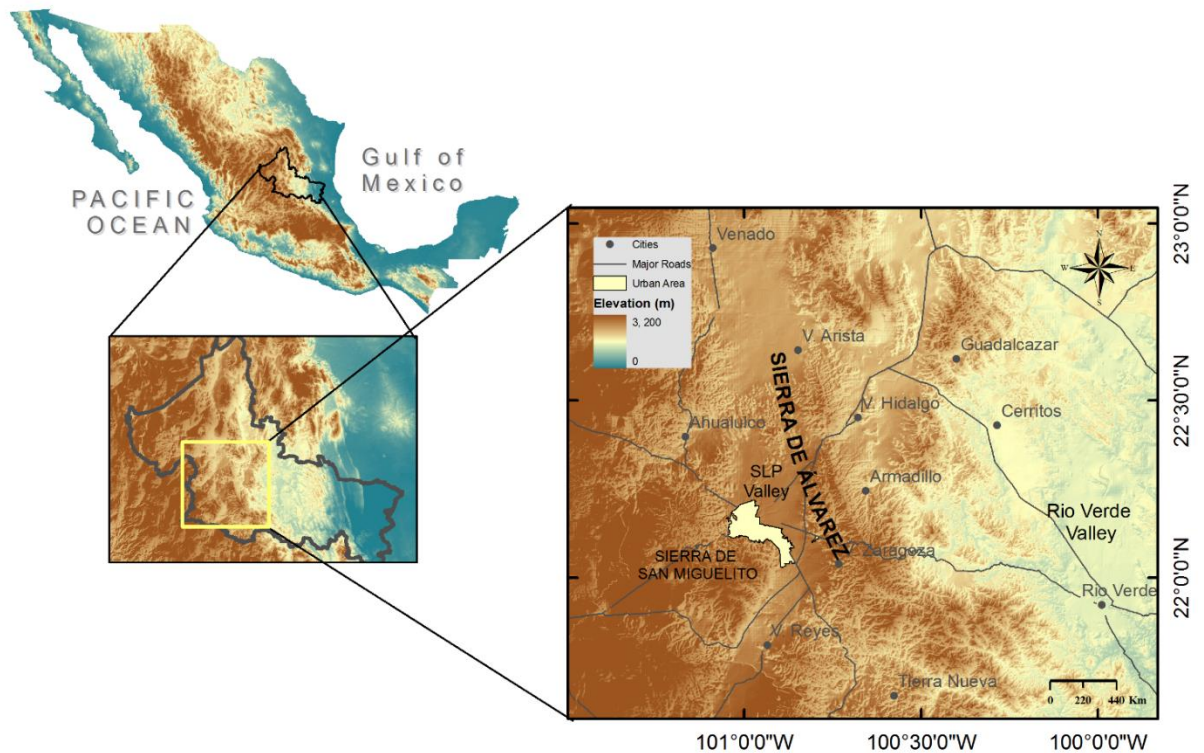 Gulf of
Mexico
PACIFIC
OCEAN
Cities
Major Roads
Urban Area
Elevation (m)
3, 200
0
Venado
N
W
E
S
23°0'0"N
V. Arista
Guadalcazar
SIERRA DE ÁLVAREZ
22°30'0"N
V. Hidalgo
Cerritos
Ahualulco
SLP
Valley
Armadillo
Rio Verde
Valley
SIERRA DE
SAN MIGUELITO
Zaragoza
22°0'0"N
Rio Verde
V. Reyes
Tierra Nueva
0 220 440 Km
101°0'0"W
100°30'0"W
100°0'0"W